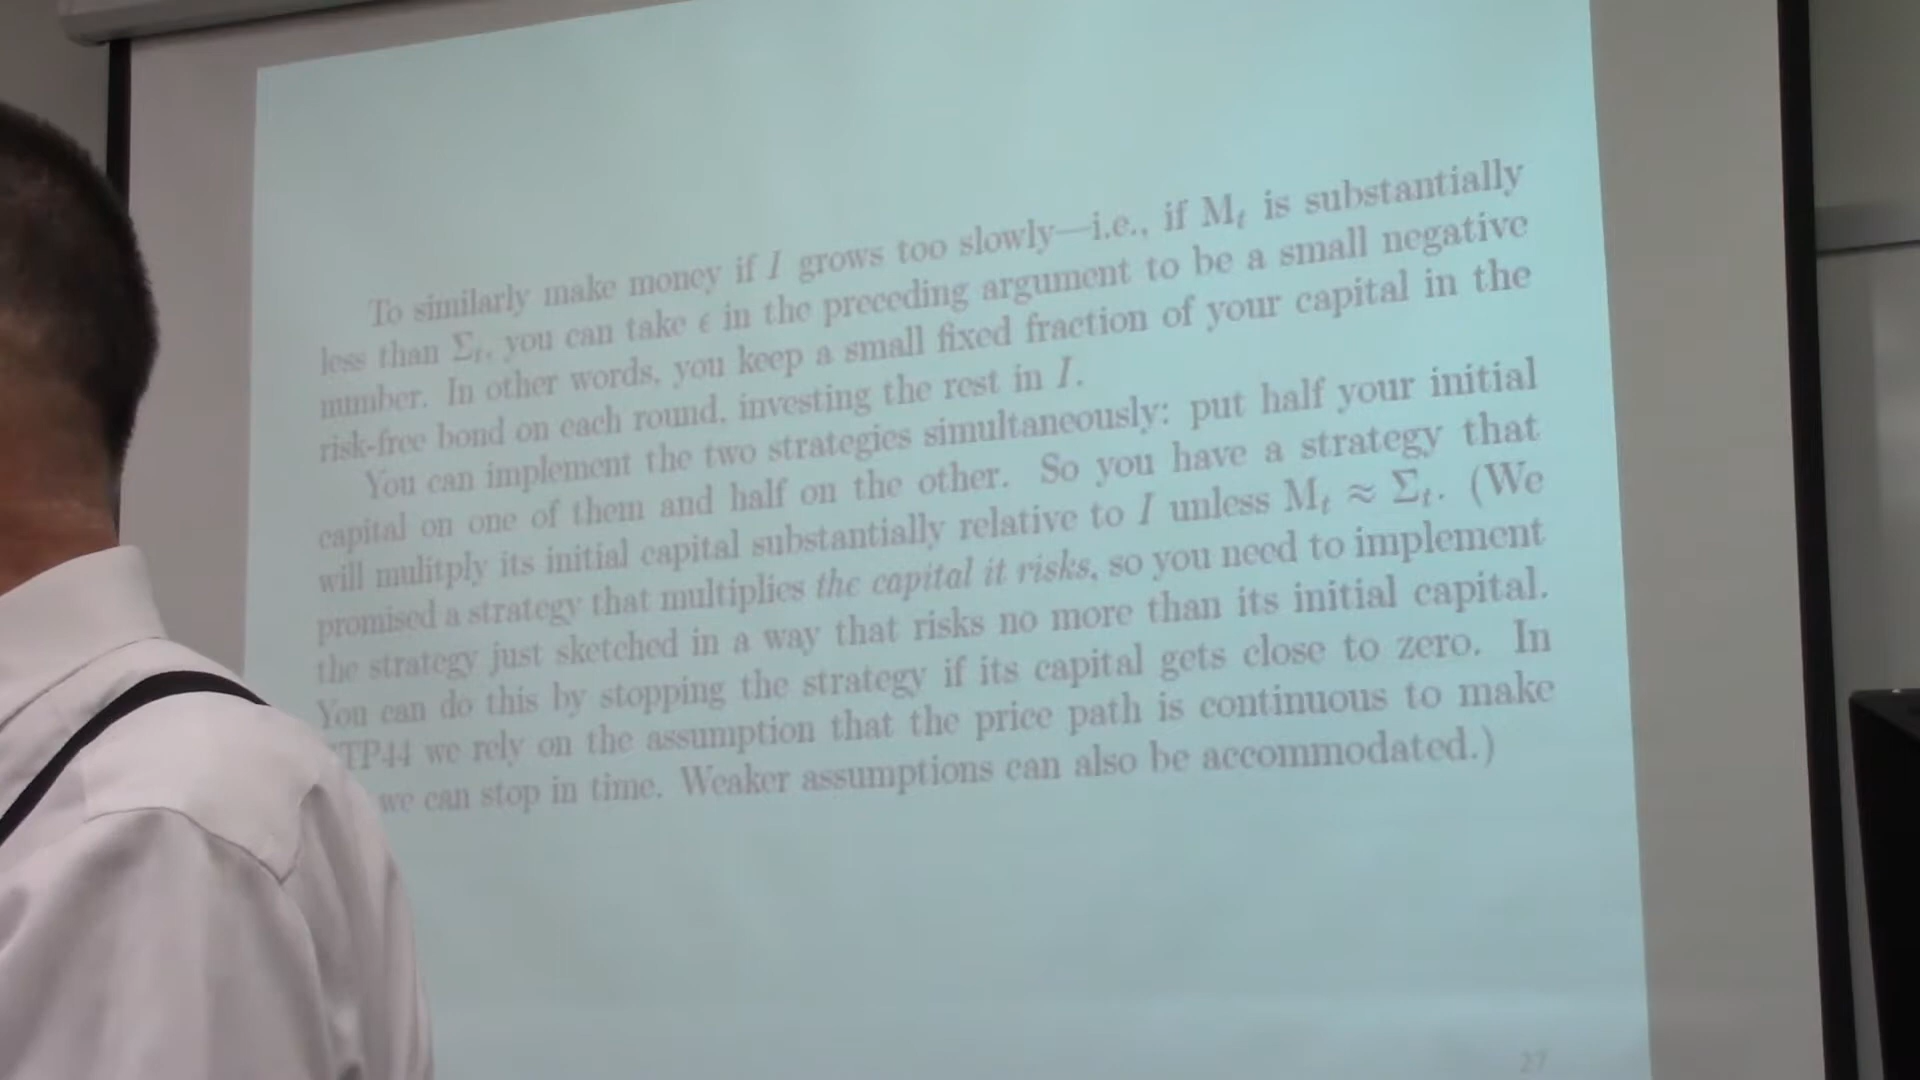 To similarly make money if I grows too slowly—i.e., if Mₜ is substantially
less than Σₜ, you can take ϵ in the preceding argument to be a small negative
number. In other words, you keep a small fixed fraction of your capital in the
risk-free bond on each round, investing the rest in I.
You can implement the two strategies simultaneously: put half your initial
capital on one of them and half on the other. So you have a strategy that
will mulitply its initial capital substantially relative to I unless Mₜ ≈ Σₜ. (We
promised a strategy that multiplies the capital it risks, so you need to implement
the strategy just sketched in a way that risks no more than its initial capital.
You can do this by stopping the strategy if its capital gets close to zero. In
TP44 we rely on the assumption that the price path is continuous to make
we can stop in time. Weaker assumptions can also be accommodated.)
27